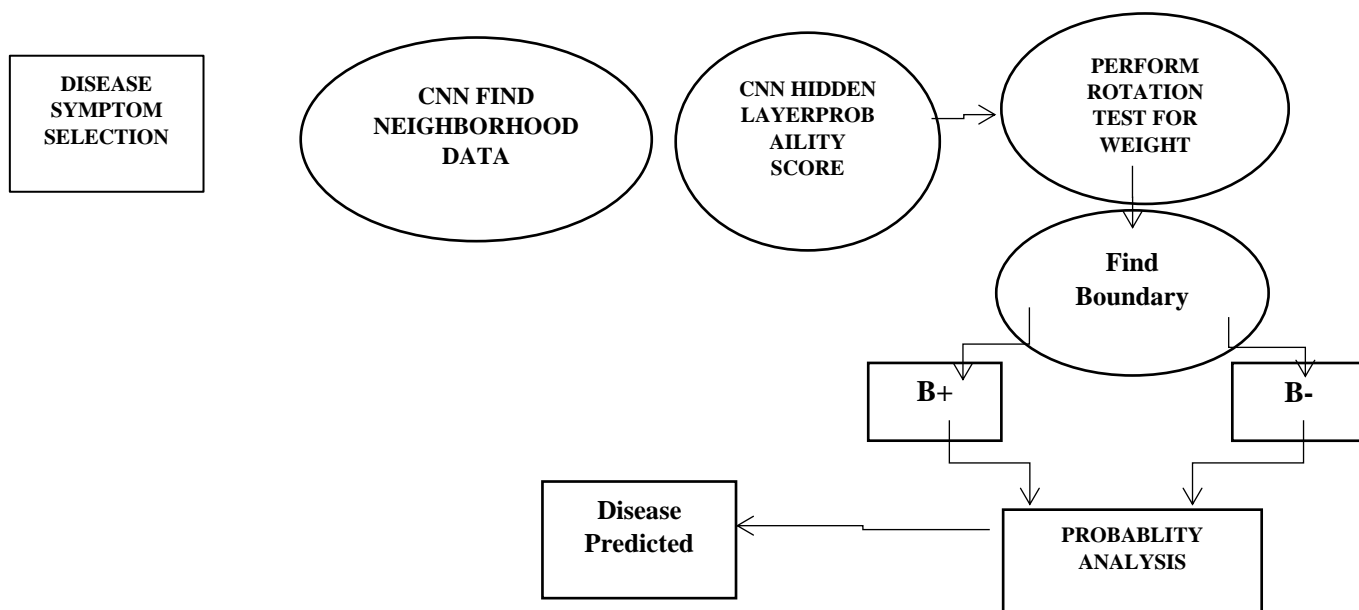 DISEASE
SYMPTOM
SELECTION
CNN FIND
NEIGHBORHOOD
DATA
CNN HIDDEN
LAYERPROB
AILITY
SCORE
PERFORM
ROTATION
TEST FOR
WEIGHT
Find
Boundary
B+
B-
Disease
Predicted
PROBABLITY
ANALYSIS